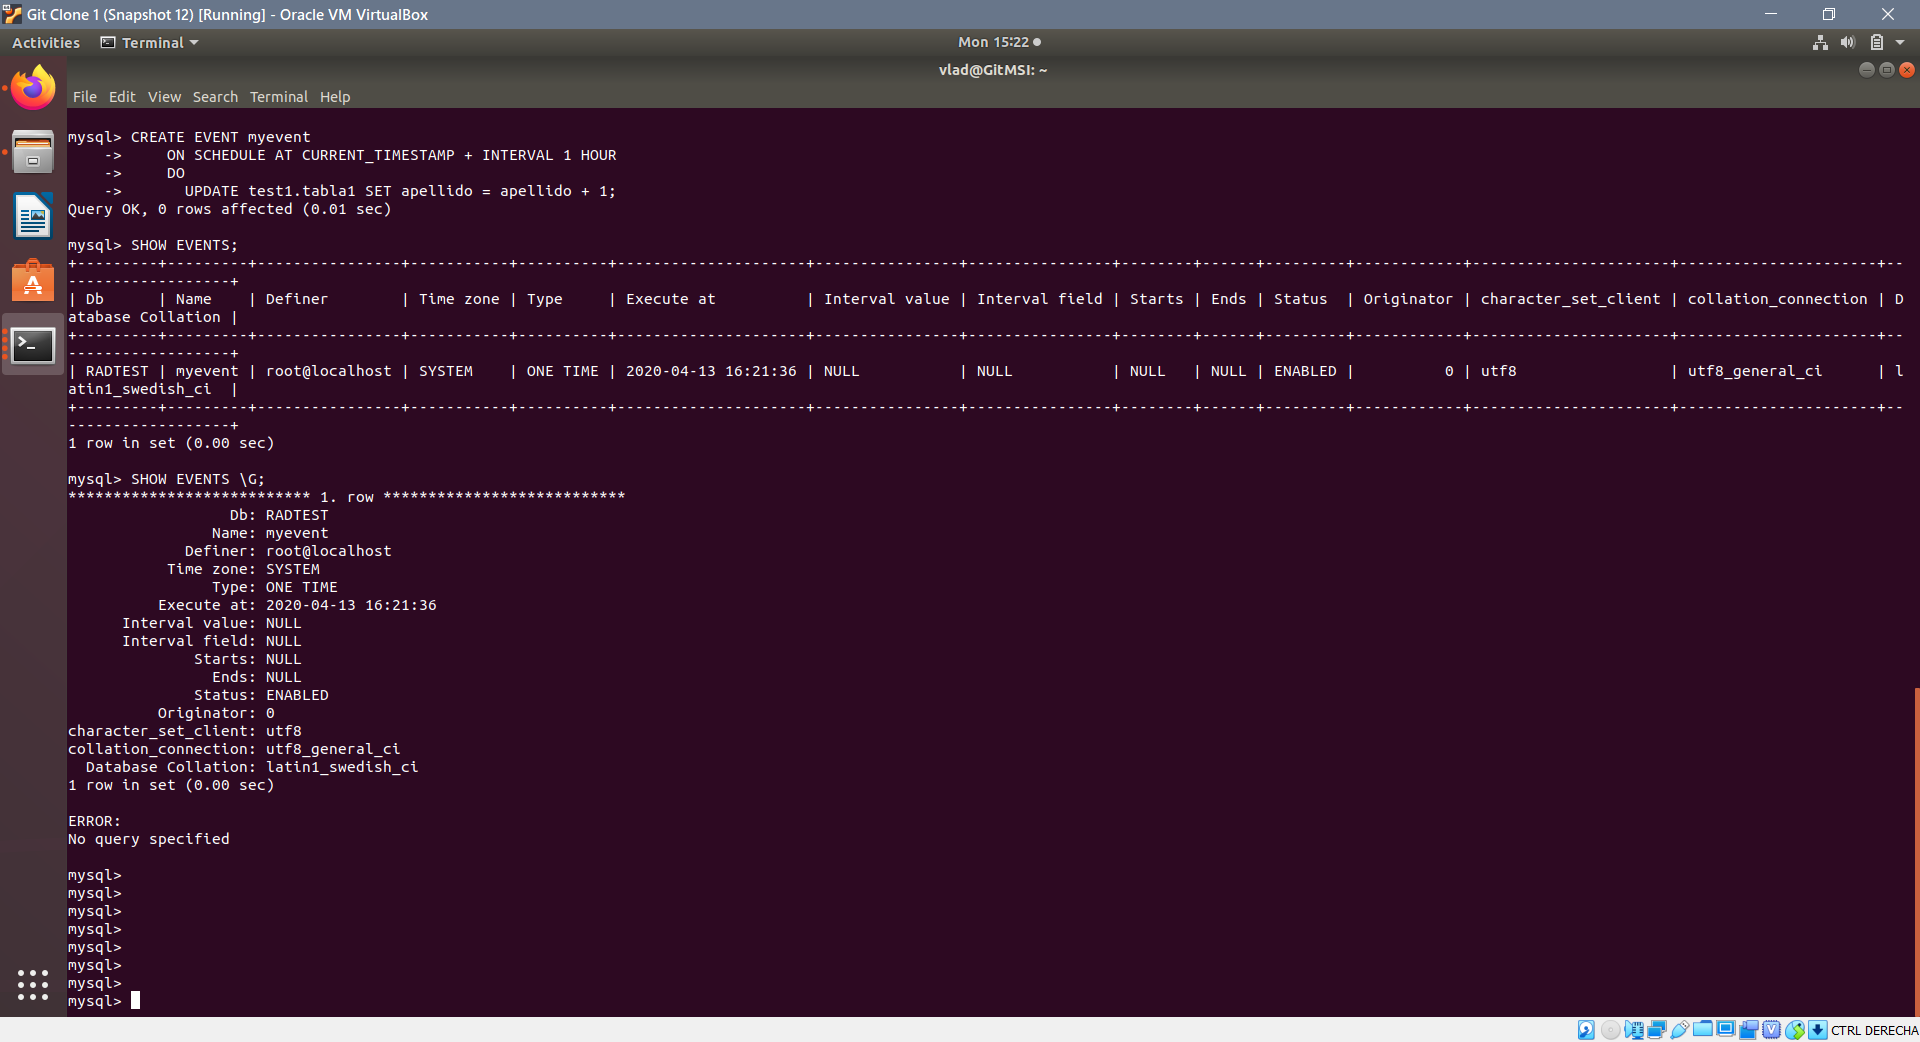 Git Clone 1 (Snapshot 12) [Running] - Oracle VM VirtualBox
Activities Terminal Mon 15:22
vlad@GitMSI: ~
File Edit View Search Terminal Help
mysql> CREATE EVENT myevent
    ->     ON SCHEDULE AT CURRENT_TIMESTAMP + INTERVAL 1 HOUR
    ->     DO
    ->       UPDATE test1.tabla1 SET apellido = apellido + 1;
Query OK, 0 rows affected (0.01 sec)
mysql> SHOW EVENTS;
+---------+---------+----------------+-----------+----------+---------------------+----------------+----------------+--------+------+---------+------------+----------------------+----------------------+--
------------------+
| Db      | Name    | Definer        | Time zone | Type     | Execute at          | Interval value | Interval field | Starts | Ends | Status  | Originator | character_set_client | collation_connection | D
atabase Collation |
+---------+---------+----------------+-----------+----------+---------------------+----------------+----------------+--------+------+---------+------------+----------------------+----------------------+--
------------------+
| RADTEST | myevent | root@localhost | SYSTEM    | ONE TIME | 2020-04-13 16:21:36 | NULL           | NULL           | NULL   | NULL | ENABLED |          0 | utf8                 | utf8_general_ci      | l
atin1_swedish_ci  |
+---------+---------+----------------+-----------+----------+---------------------+----------------+----------------+--------+------+---------+------------+----------------------+----------------------+--
------------------+
1 row in set (0.00 sec)
mysql> SHOW EVENTS \G;
*************************** 1. row ***************************
                  Db: RADTEST
                Name: myevent
             Definer: root@localhost
           Time zone: SYSTEM
                Type: ONE TIME
          Execute at: 2020-04-13 16:21:36
      Interval value: NULL
      Interval field: NULL
              Starts: NULL
                Ends: NULL
              Status: ENABLED
          Originator: 0
character_set_client: utf8
collation_connection: utf8_general_ci
  Database Collation: latin1_swedish_ci
1 row in set (0.00 sec)
ERROR:
No query specified
mysql>
mysql>
mysql>
mysql>
mysql>
mysql>
mysql>
mysql>
CTRL DERECHA